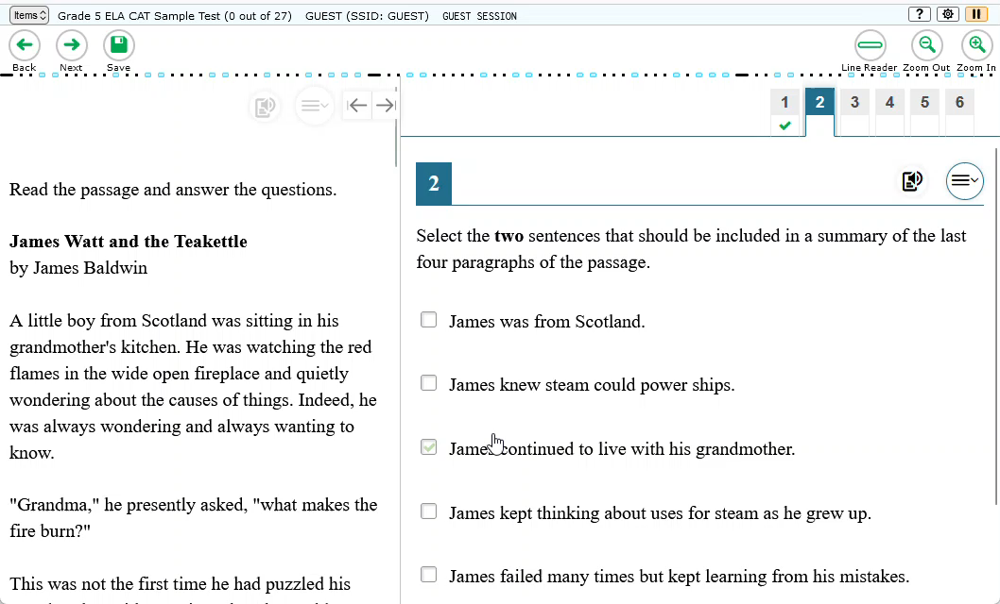 Items Grade 5 ELA CAT Sample Test (0 out of 27) GUEST (SSID: GUEST) GUEST SESSION ?
Back Next Save Line Reader Zoom Out Zoom In
1 2 3 4 5 6
Read the passage and answer the questions.
James Watt and the Teakettle
by James Baldwin
A little boy from Scotland was sitting in his
grandmother's kitchen. He was watching the red
flames in the wide open fireplace and quietly
wondering about the causes of things. Indeed, he
was always wondering and always wanting to
know.
"Grandma," he presently asked, "what makes the
fire burn?"
This was not the first time he had puzzled his
2
Select the two sentences that should be included in a summary of the last
four paragraphs of the passage.
James was from Scotland.
James knew steam could power ships.
James continued to live with his grandmother.
James kept thinking about uses for steam as he grew up.
James failed many times but kept learning from his mistakes.